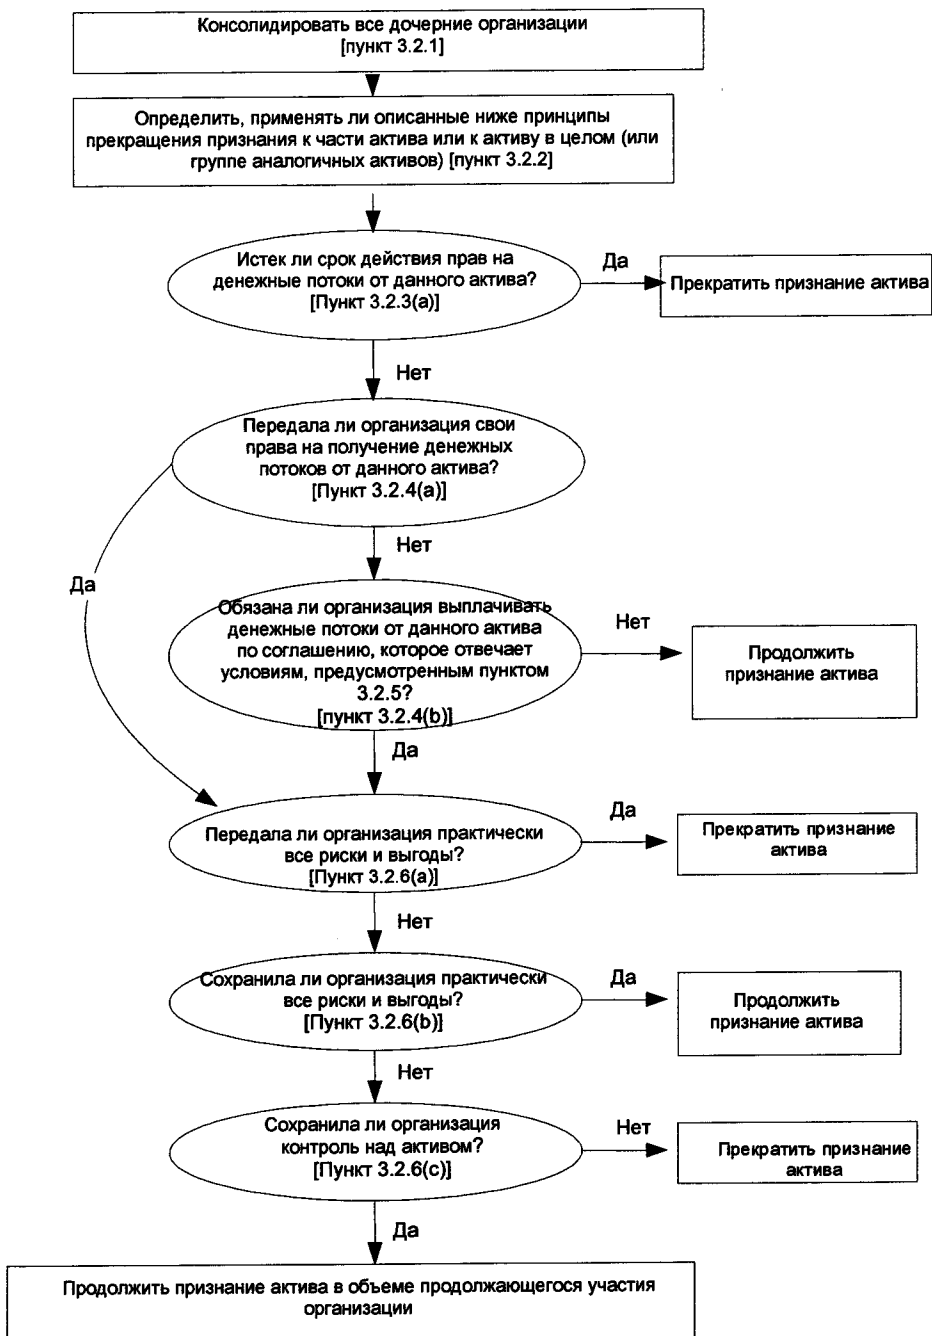 Консолидировать все дочерние организации
[пункт 3.2.1]
Определить, применять ли описанные ниже принципы
прекращения признания к части актива или к активу в целом (или
группе аналогичных активов) [пункт 3.2.2]
Истек ли срок действия прав на
денежные потоки от данного актива?
[Пункт 3.2.3(a)]
Да
Прекратить признание актива
Нет
Передала ли организация свои
права на получение денежных
потоков от данного актива?
[Пункт 3.2.4(a)]
Нет
Да
Обязана ли организация выплачивать
денежные потоки от данного актива
по соглашению, которое отвечает
условиям, предусмотренным пунктом
3.2.5?
[пункт 3.2.4(b)]
Нет
Продолжить
признание актива
Да
Передала ли организация практически
все риски и выгоды?
[Пункт 3.2.6(a)]
Да
Прекратить признание
актива
Нет
Сохранила ли организация практически
все риски и выгоды?
[Пункт 3.2.6(b)]
Да
Продолжить
признание актива
Нет
Сохранила ли организация
контроль над активом?
[Пункт 3.2.6(c)]
Нет
Прекратить признание
актива
Да
Продолжить признание актива в объеме продолжающегося участия
организации